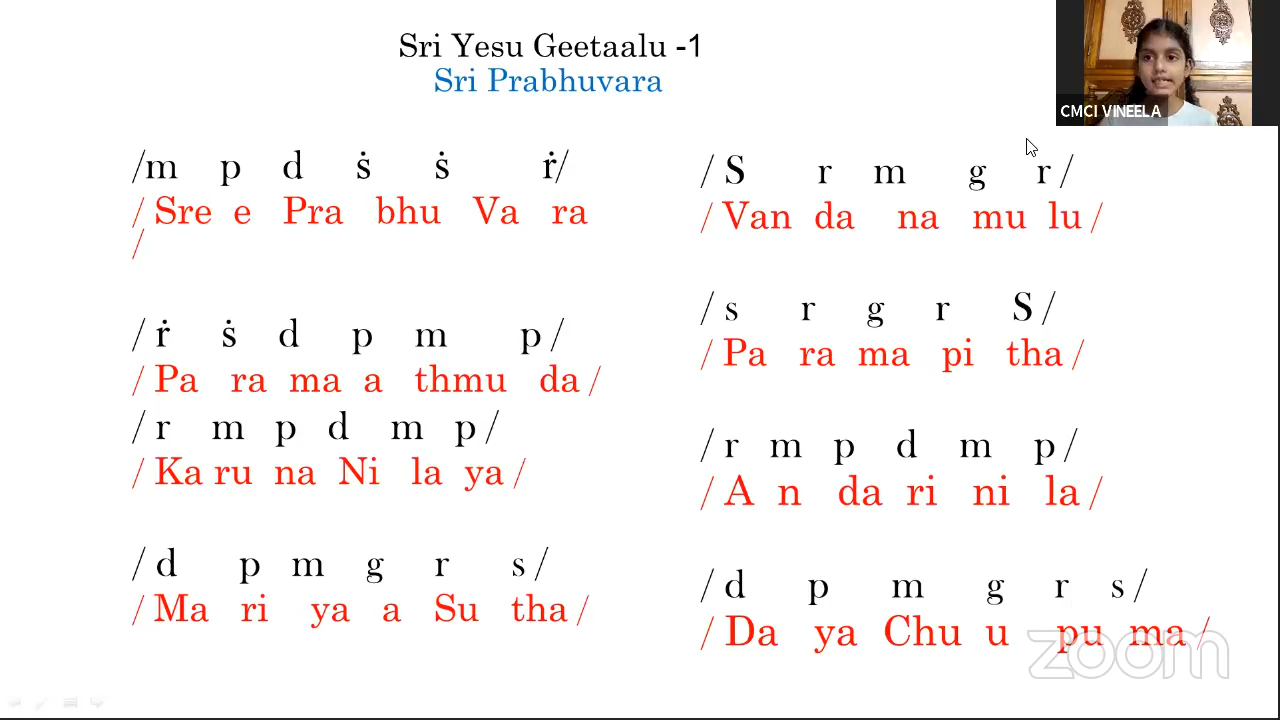 Sri Yesu Geetaalu -1
Sri Prabhuvara
CMCI VINEELA
/m p d ṡ ṡ ṙ/
/ Sre e Pra bhu Va ra
/
/ ṙ ṡ d p m p/
/ Pa ra ma a thmu da /
/ r m p d m p/
/ Ka ru na Ni la ya /
/ d p m g r s/
/ Ma ri ya a Su tha /
/ S r m g r /
/ Van da na mu lu /
/ s r g r S /
/ Pa ra ma pi tha /
/ r m p d m p/
/ A n da ri ni la /
/ d p m g r s /
/ Da ya Chu u pu ma /
zoom